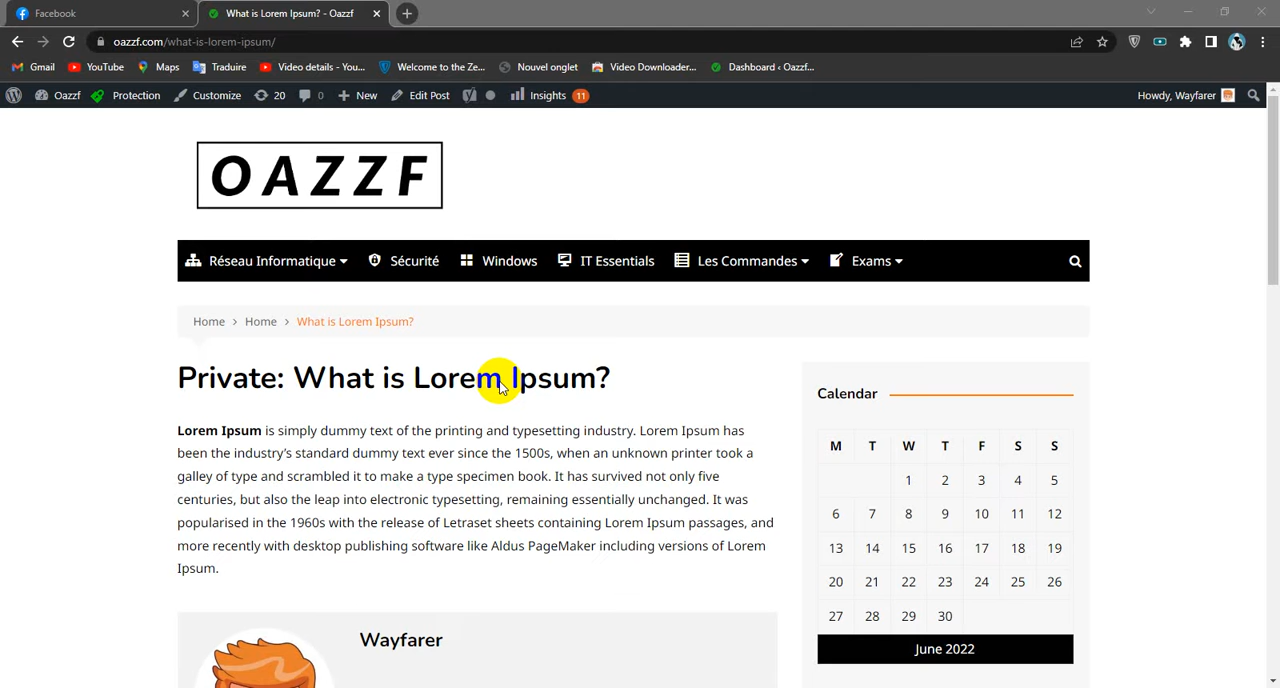 Facebook
What is Lorem Ipsum? - Oazzf
oazzf.com/what-is-lorem-ipsum/
Gmail YouTube Maps Traduire Video details - You... Welcome to the Ze... Nouvel onglet Video Downloader... Dashboard ‹ Oazzf...
Oazzf Protection Customize 20 0 New Edit Post Insights 11 Howdy, Wayfarer
OAZZF
Réseau Informatique Sécurité Windows IT Essentials Les Commandes Exams
Home > Home > What is Lorem Ipsum?
Private: What is Lorem Ipsum?
Lorem Ipsum is simply dummy text of the printing and typesetting industry. Lorem Ipsum has
been the industry’s standard dummy text ever since the 1500s, when an unknown printer took a
galley of type and scrambled it to make a type specimen book. It has survived not only five
centuries, but also the leap into electronic typesetting, remaining essentially unchanged. It was
popularised in the 1960s with the release of Letraset sheets containing Lorem Ipsum passages, and
more recently with desktop publishing software like Aldus PageMaker including versions of Lorem
Ipsum.
Wayfarer
Calendar
M T W T F S S
1 2 3 4 5
6 7 8 9 10 11 12
13 14 15 16 17 18 19
20 21 22 23 24 25 26
27 28 29 30
June 2022